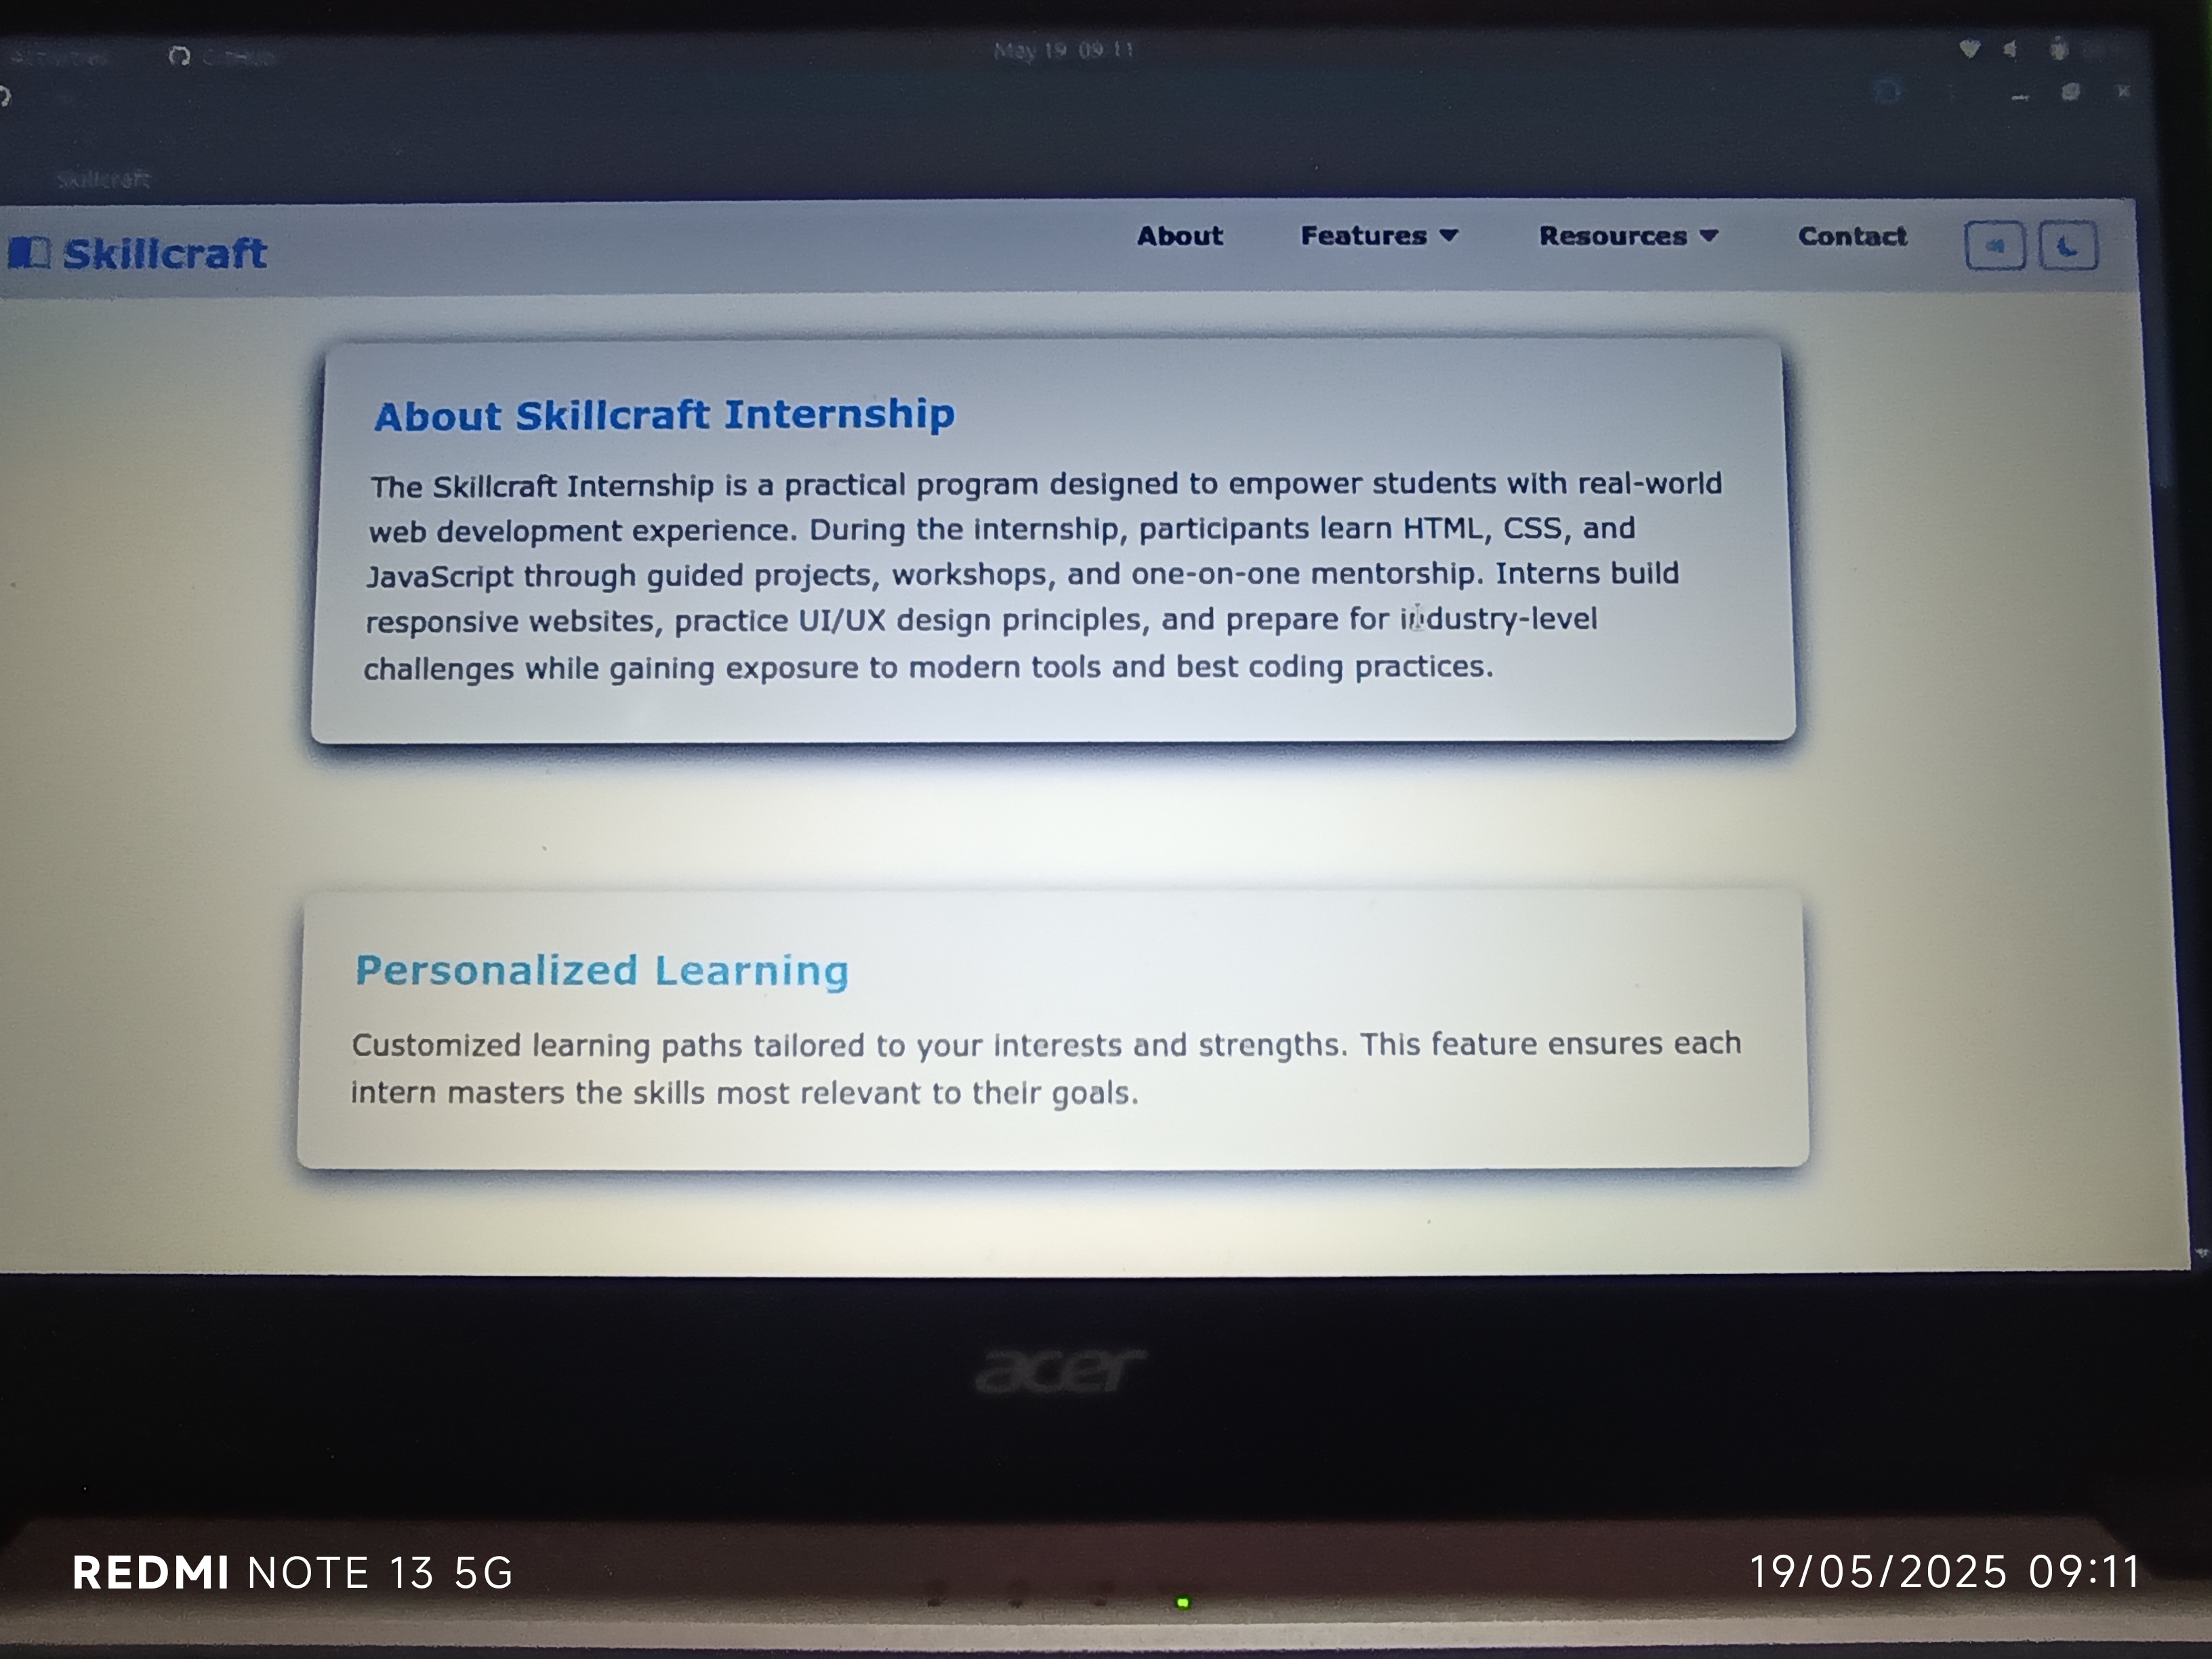 May 19 09 11
Skillcraft
Skillcraft
About
Features
Resources
Contact
About Skillcraft Internship
The Skillcraft Internship is a practical program designed to empower students with real-world
web development experience. During the internship, participants learn HTML, CSS, and
JavaScript through guided projects, workshops, and one-on-one mentorship. Interns build
responsive websites, practice UI/UX design principles, and prepare for industry-level
challenges while gaining exposure to modern tools and best coding practices.
Personalized Learning
Customized learning paths tailored to your interests and strengths. This feature ensures each
intern masters the skills most relevant to their goals.
acer
REDMI NOTE 13 5G
19/05/2025 09:11